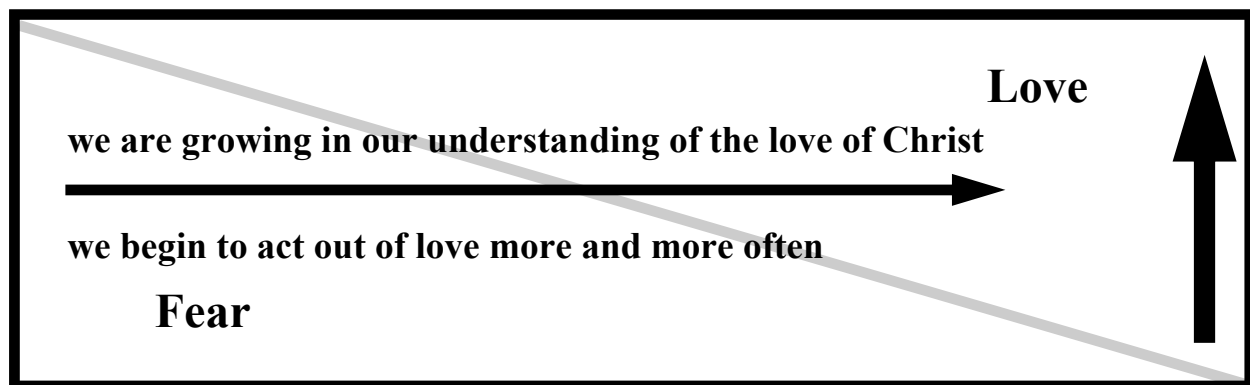 Love
we are growing in our understanding of the love of Christ
we begin to act out of love more and more often
Fear